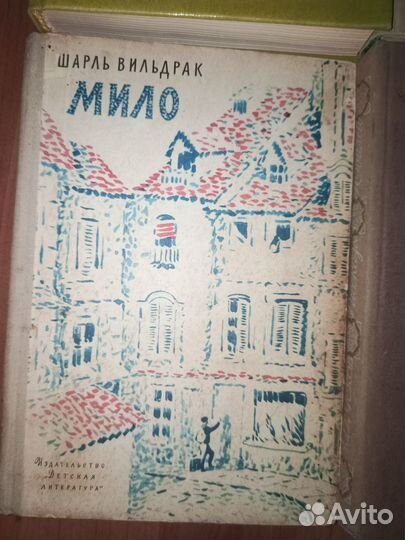 ШАРЛЬ ВИЛЬДРАК
МИЛО
Издательство
„Детская
литература"
Avito